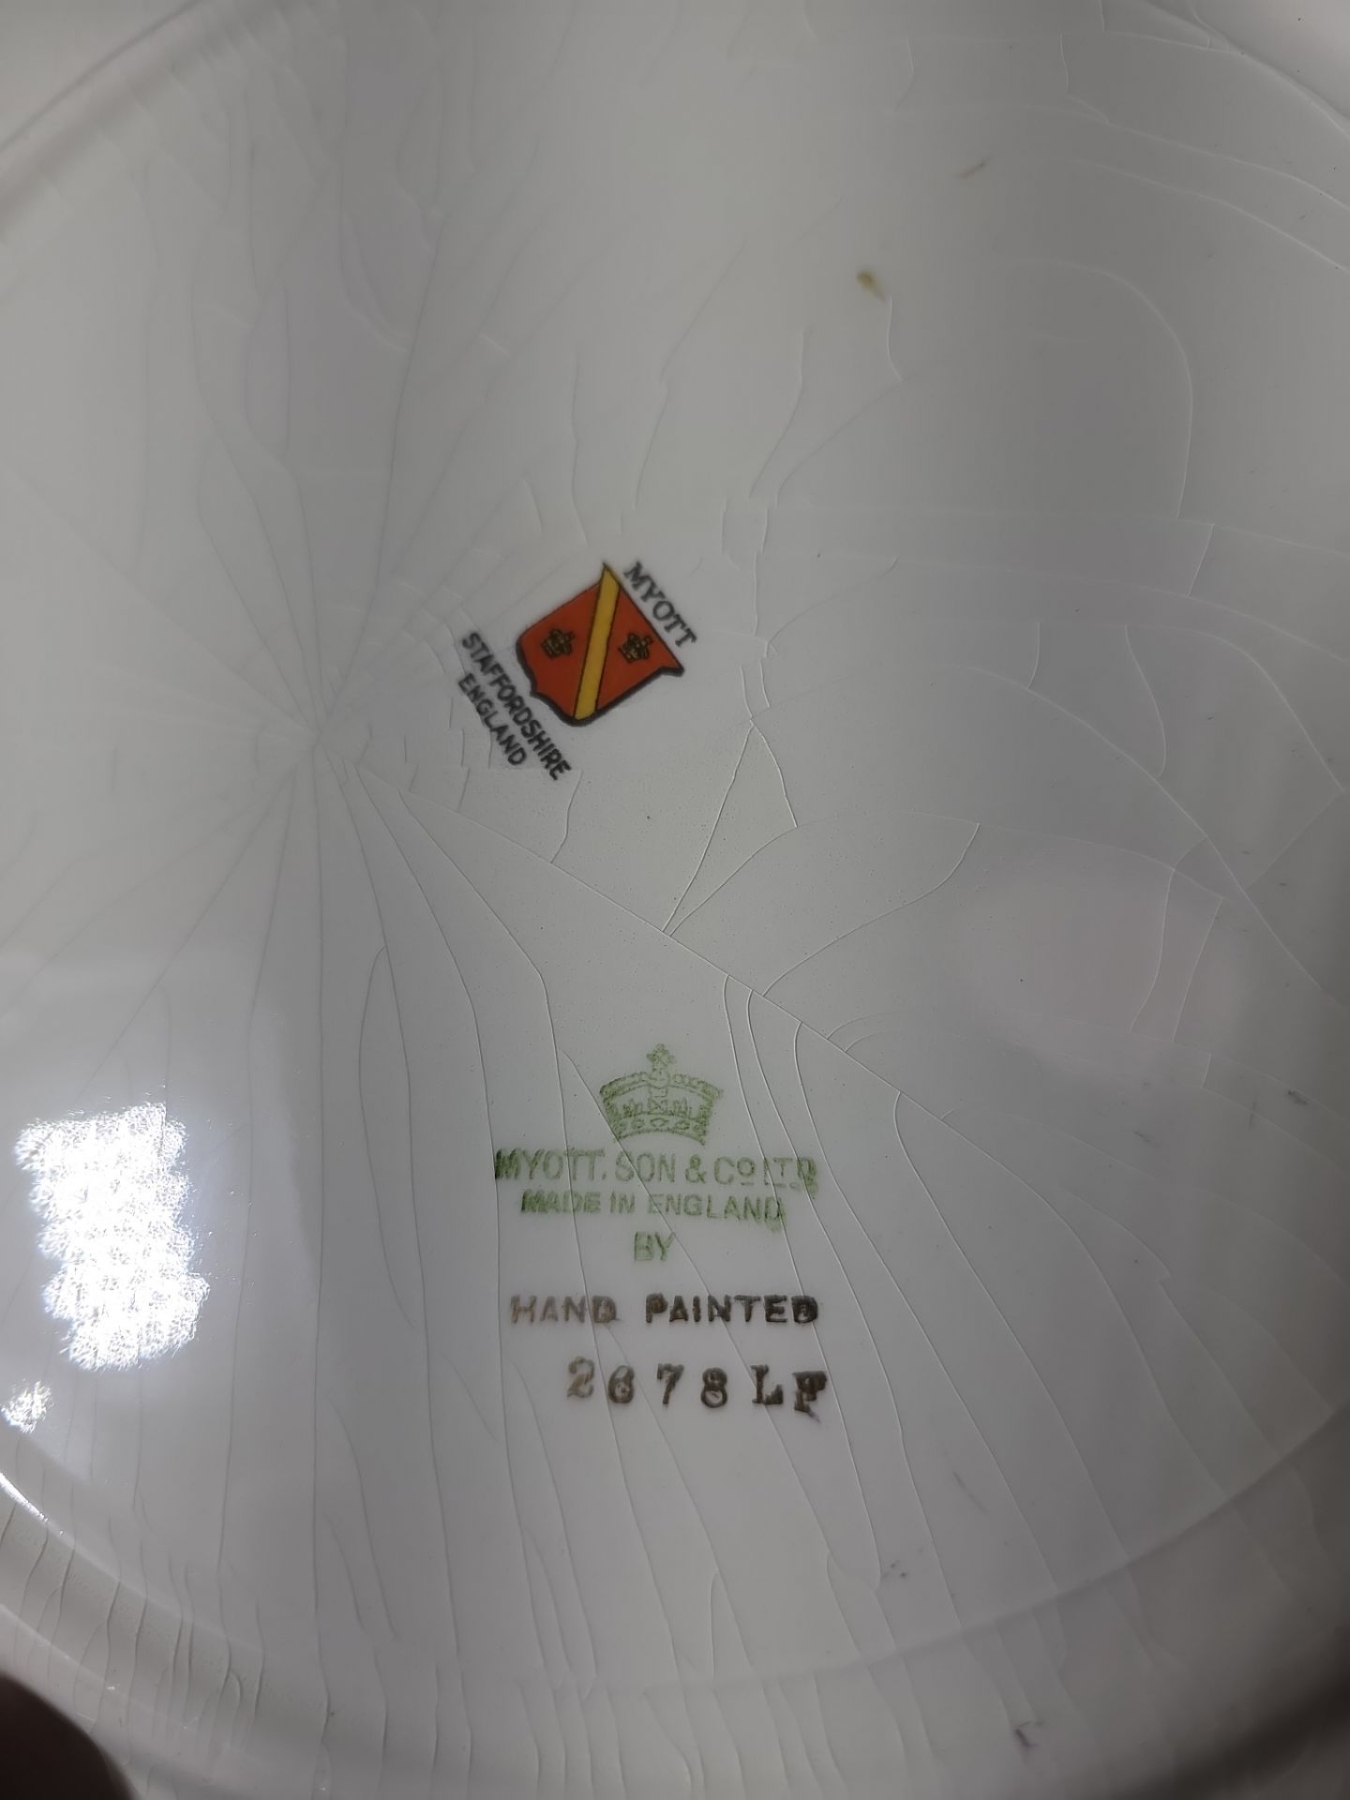 MYOTT
STAFFORDSHIRE
ENGLAND
MYOTT. SON & Cº LTD
MADE IN ENGLAND
BY
HAND PAINTED
2678 LF